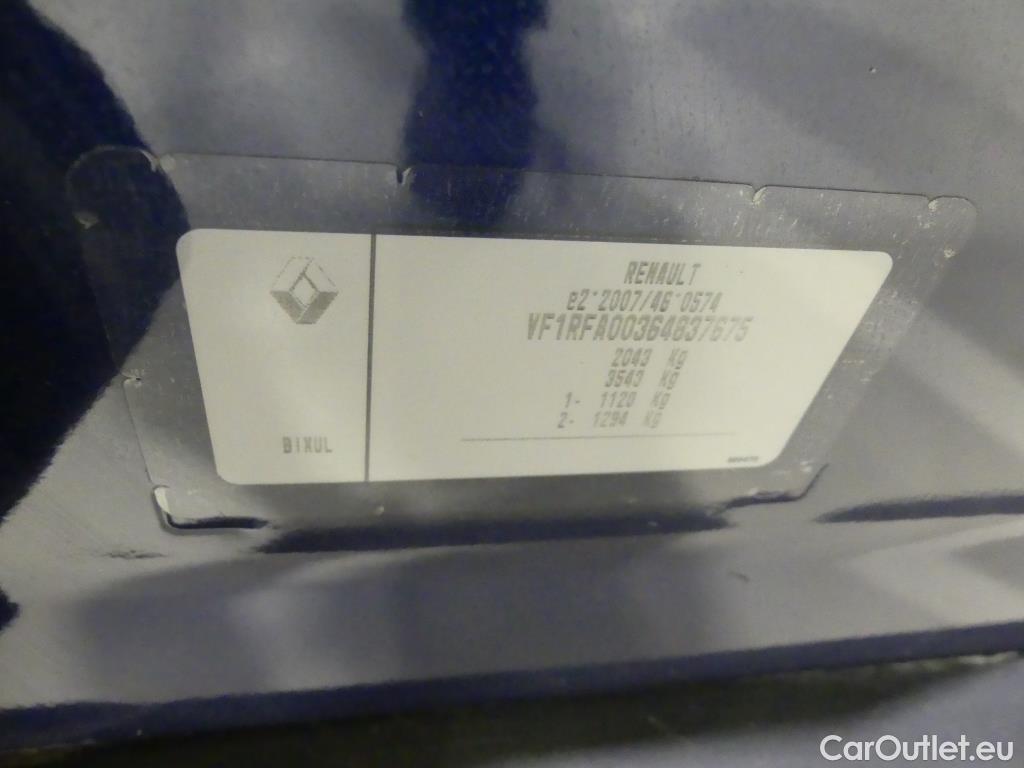 RENAULT
e2*2007/46*0574
VF1RFA00364837675
2043 Kg
3543 Kg
1- 1120 Kg
2- 1294 Kg
BIXUL
CarOutlet.eu